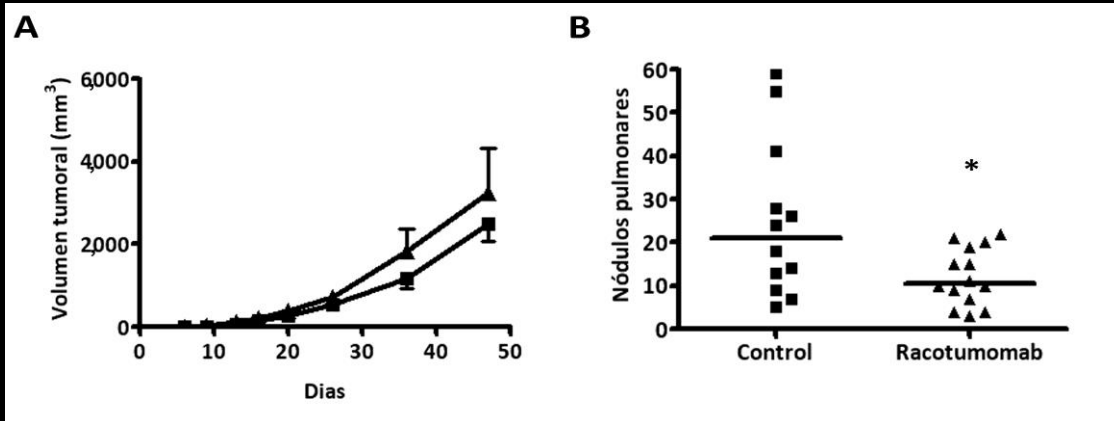 A
B
Volumen tumoral (mm3)
6,000
4,000
2,000
0
0
10
20
30
40
50
Dias
Nódulos pulmonares
60
50
40
30
20
10
0
*
Control
Racotumomab